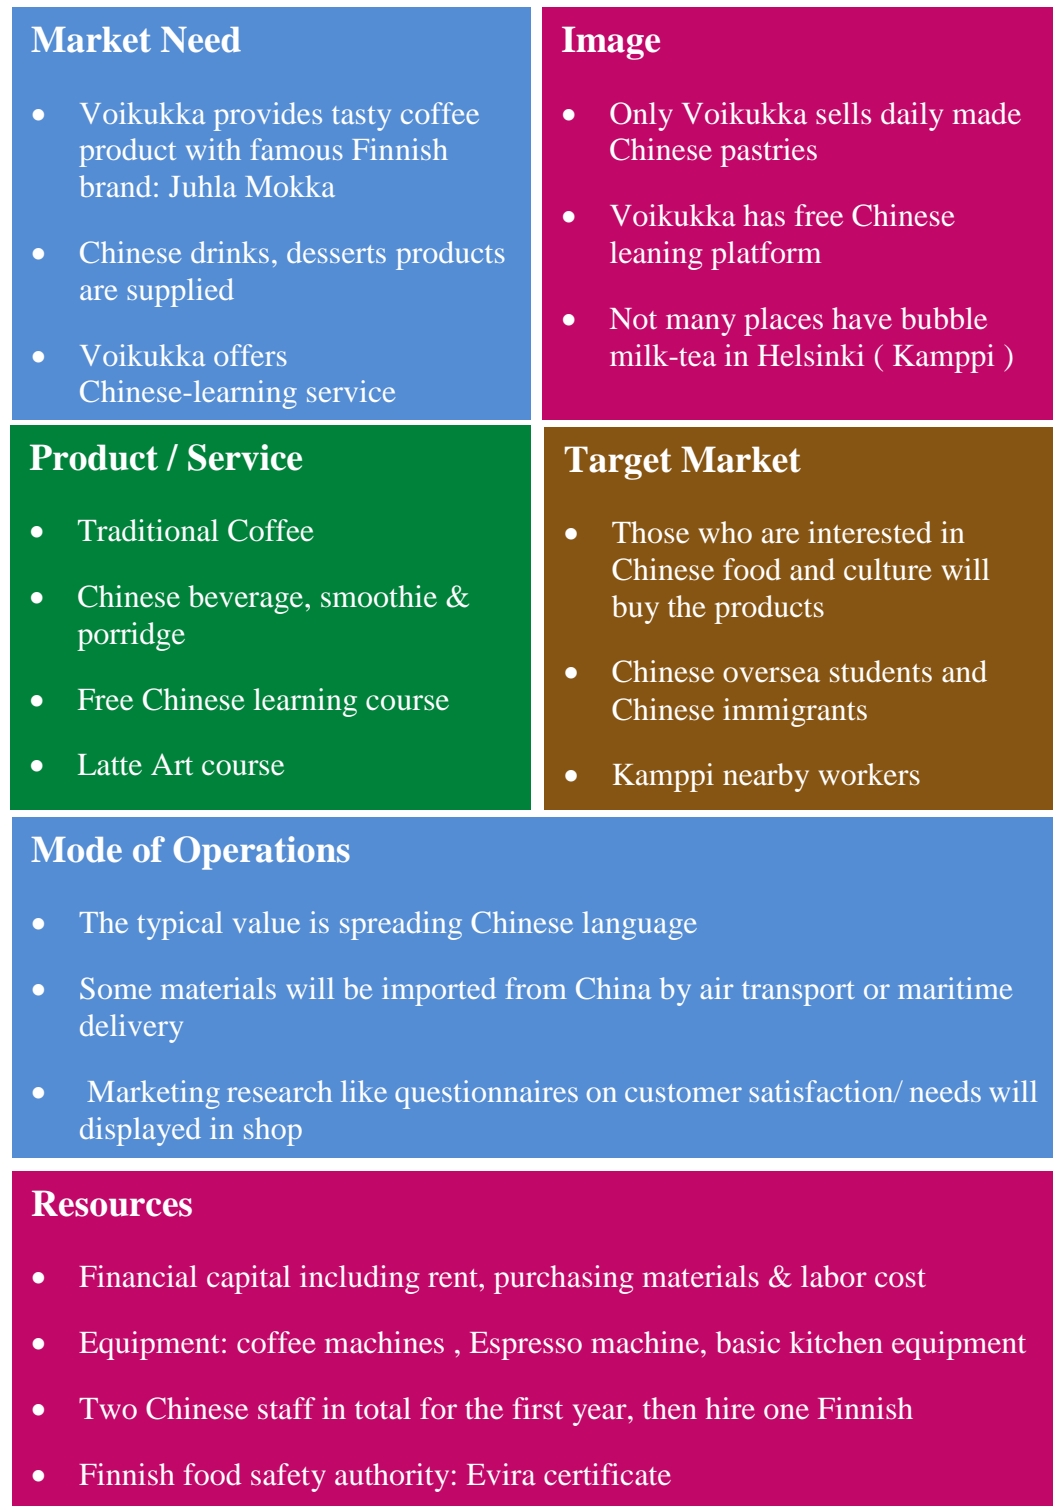 Market Need
• Voikukka provides tasty coffee
product with famous Finnish
brand: Juhla Mokka
• Chinese drinks, desserts products
are supplied
• Voikukka offers
Chinese-learning service
Image
• Only Voikukka sells daily made
Chinese pastries
• Voikukka has free Chinese
leaning platform
• Not many places have bubble
milk-tea in Helsinki ( Kamppi )
Product / Service
• Traditional Coffee
• Chinese beverage, smoothie &
porridge
• Free Chinese learning course
• Latte Art course
Target Market
• Those who are interested in
Chinese food and culture will
buy the products
• Chinese oversea students and
Chinese immigrants
• Kamppi nearby workers
Mode of Operations
• The typical value is spreading Chinese language
• Some materials will be imported from China by air transport or maritime
delivery
• Marketing research like questionnaires on customer satisfaction/ needs will
displayed in shop
Resources
• Financial capital including rent, purchasing materials & labor cost
• Equipment: coffee machines , Espresso machine, basic kitchen equipment
• Two Chinese staff in total for the first year, then hire one Finnish
• Finnish food safety authority: Evira certificate